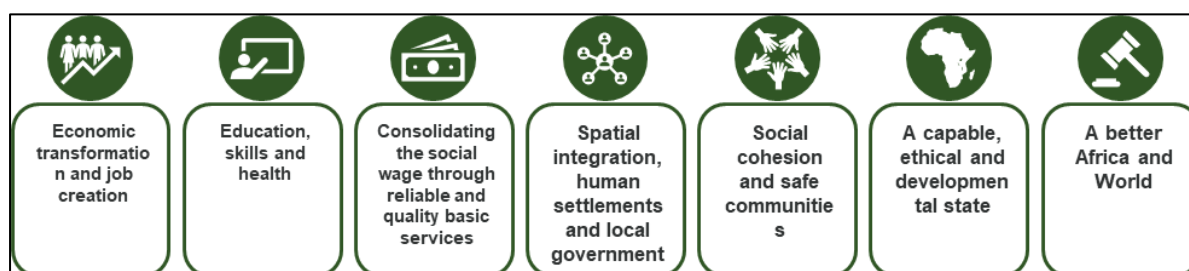 Economic
transformatio
n and job
creation
Education,
skills and
health
Consolidating
the social
wage through
reliable and
quality basic
services
Spatial
integration,
human
settlements
and local
government
Social
cohesion
and safe
communitie
s
A capable,
ethical and
developmen
tal state
A better
Africa and
World